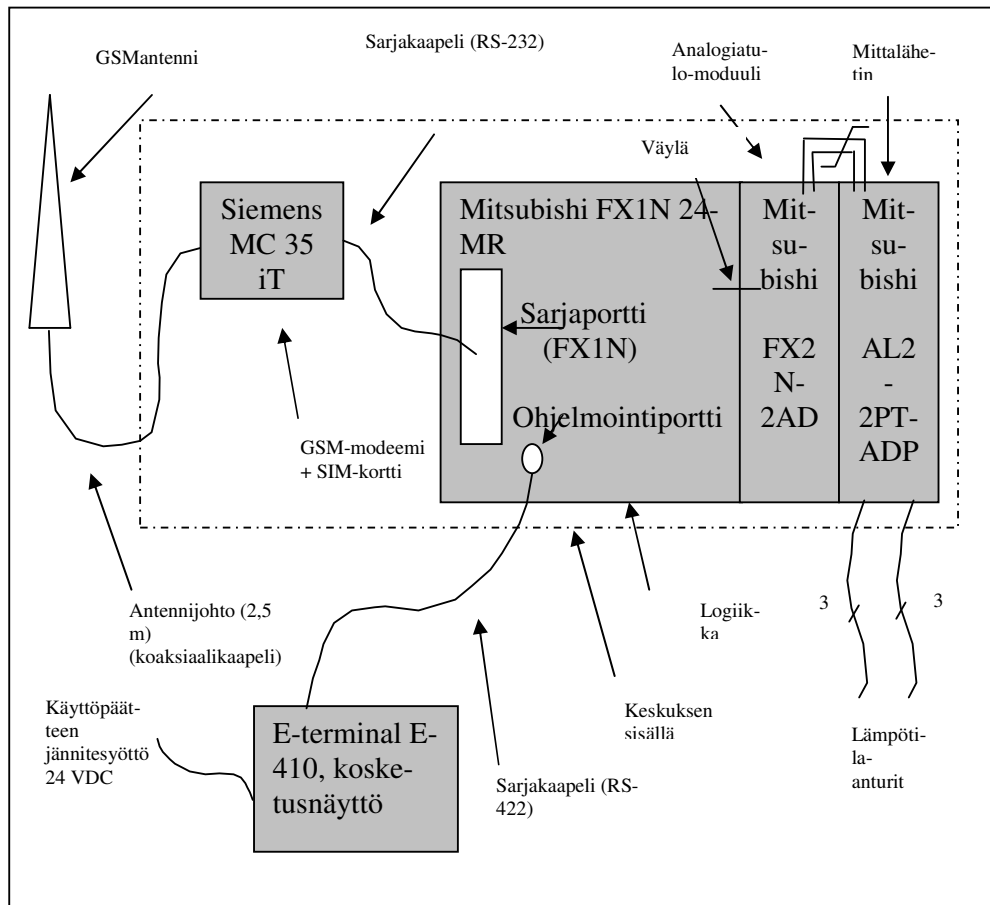 GSMantenni
Sarjakaapeli (RS-232)
Analogiatu-
lo-moduuli
Mittalähe-
tin
Väylä
Siemens
MC 35
iT
Mitsubishi FX1N 24-
MR
Sarjaportti
(FX1N)
Ohjelmointiportti
Mit-
su-
bishi
FX2
N-
2AD
Mit-
su-
bishi
AL2
-
2PT-
ADP
GSM-modeemi
+ SIM-kortti
Antennijohto (2,5
m)
(koaksiaalikaapeli)
Logiik-
ka
3
3
Käyttöpäät-
teen
jännitesyöttö
24 VDC
E-terminal E-
410, koske-
tusnäyttö
Sarjakaapeli (RS-
422)
Keskuksen
sisällä
Lämpöti-
la-
anturit